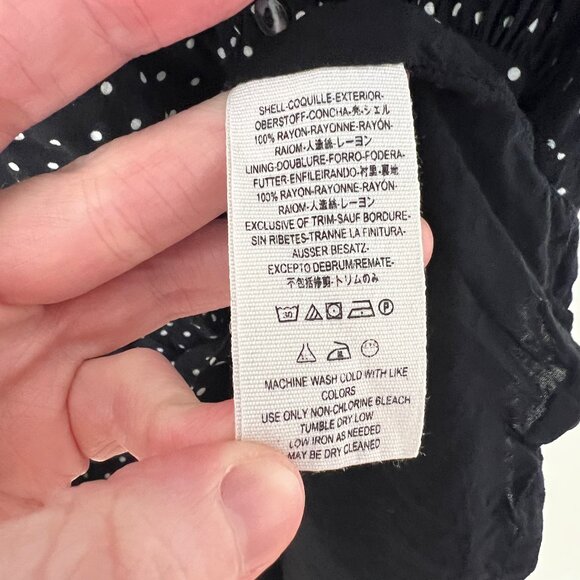 SHELL-COQUILLE-EXTERIOR-
OBERSTOFF-CONCHA-壳-シェル
100% RAYON-RAYONNE-RAYÓN-
RAIOM-人造絲-レーヨン
LINING-DOUBLURE-FORRO-FODERA-
FUTTER-ENFILEIRANDO-衬里-裏地
100% RAYON-RAYONNE-RAYÓN-
RAIOM-人造絲-レーヨン
EXCLUSIVE OF TRIM-SAUF BORDURE-
SIN RIBETES-TRANNE LA FINITURA-
AUSSER BESATZ-
EXCEPTO DEBRUM/REMATE-
不包括修剪-トリムのみ
30 P
MACHINE WASH COLD WITH LIKE
COLORS
USE ONLY NON-CHLORINE BLEACH
TUMBLE DRY LOW
LOW IRON AS NEEDED
MAY BE DRY CLEANED